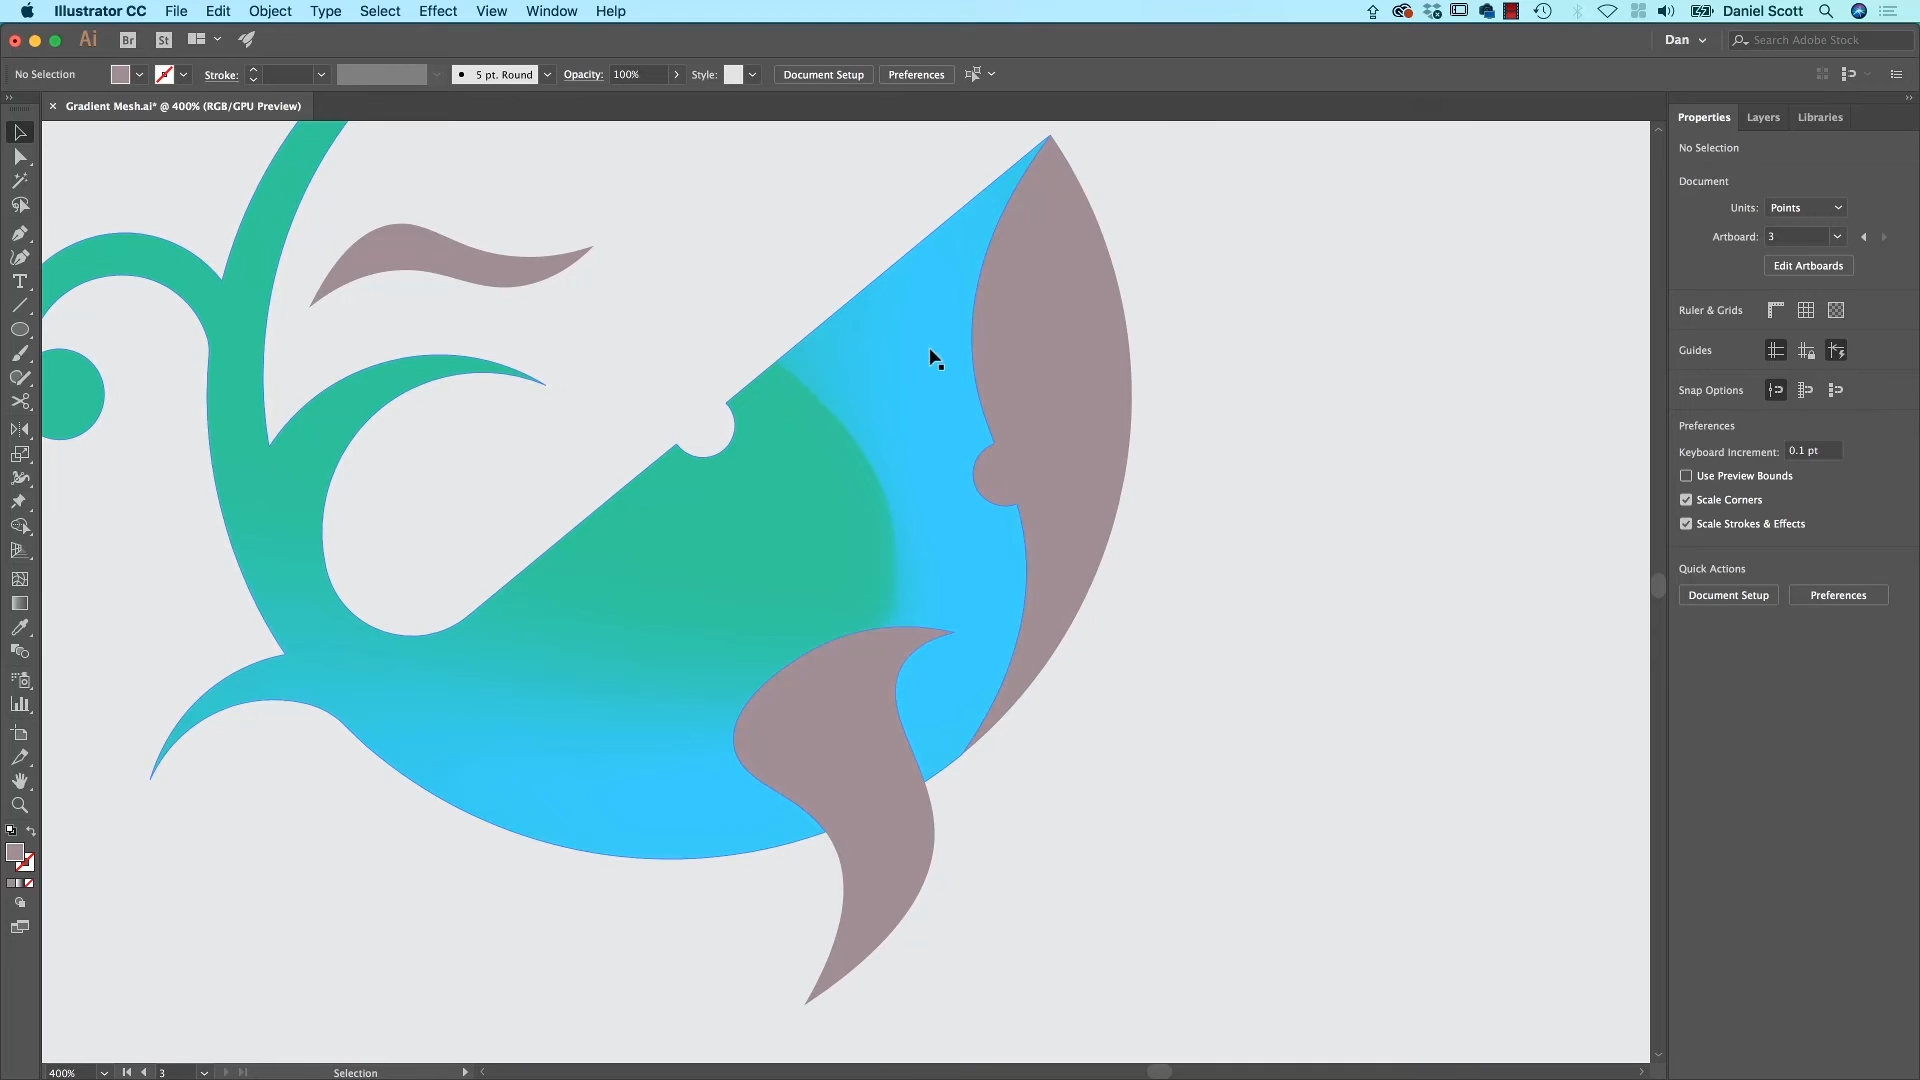 Illustrator CC File Edit Object Type Select Effect View Window Help Daniel Scott
Ai Br St Dan Search Adobe Stock
No Selection Stroke: 5 pt. Round Opacity: 100% Style: Document Setup Preferences
× Gradient Mesh.ai* @ 400% (RGB/GPU Preview)
Properties Layers Libraries
No Selection
Document
Units: Points
Artboard: 3
Edit Artboards
Ruler & Grids
Guides
Snap Options
Preferences
Keyboard Increment: 0.1 pt
Use Preview Bounds
Scale Corners
Scale Strokes & Effects
Quick Actions
Document Setup Preferences
400% 3 Selection